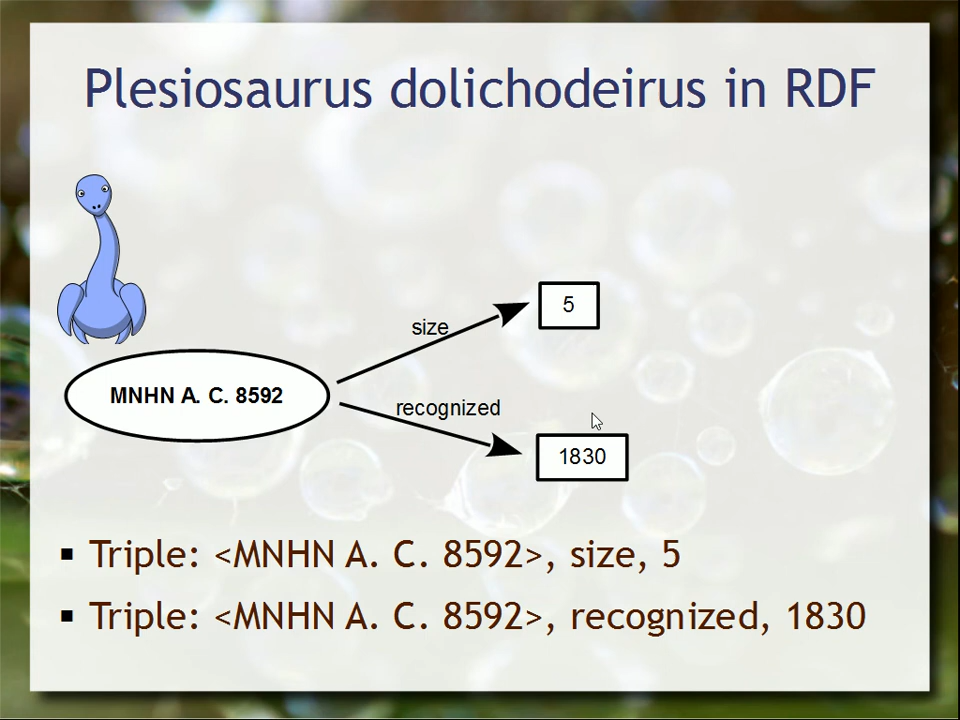 Plesiosaurus dolichodeirus in RDF
5
size
MNHN A. C. 8592
recognized
1830
▪ Triple: <MNHN A. C. 8592>, size, 5
▪ Triple: <MNHN A. C. 8592>, recognized, 1830